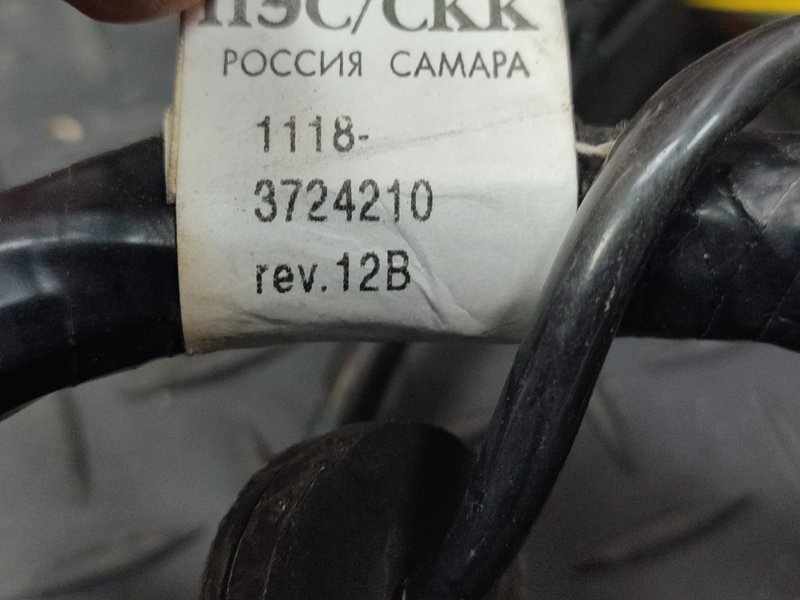 ПЭС/СКК
РОССИЯ САМАРА
1118-
3724210
rev.12B